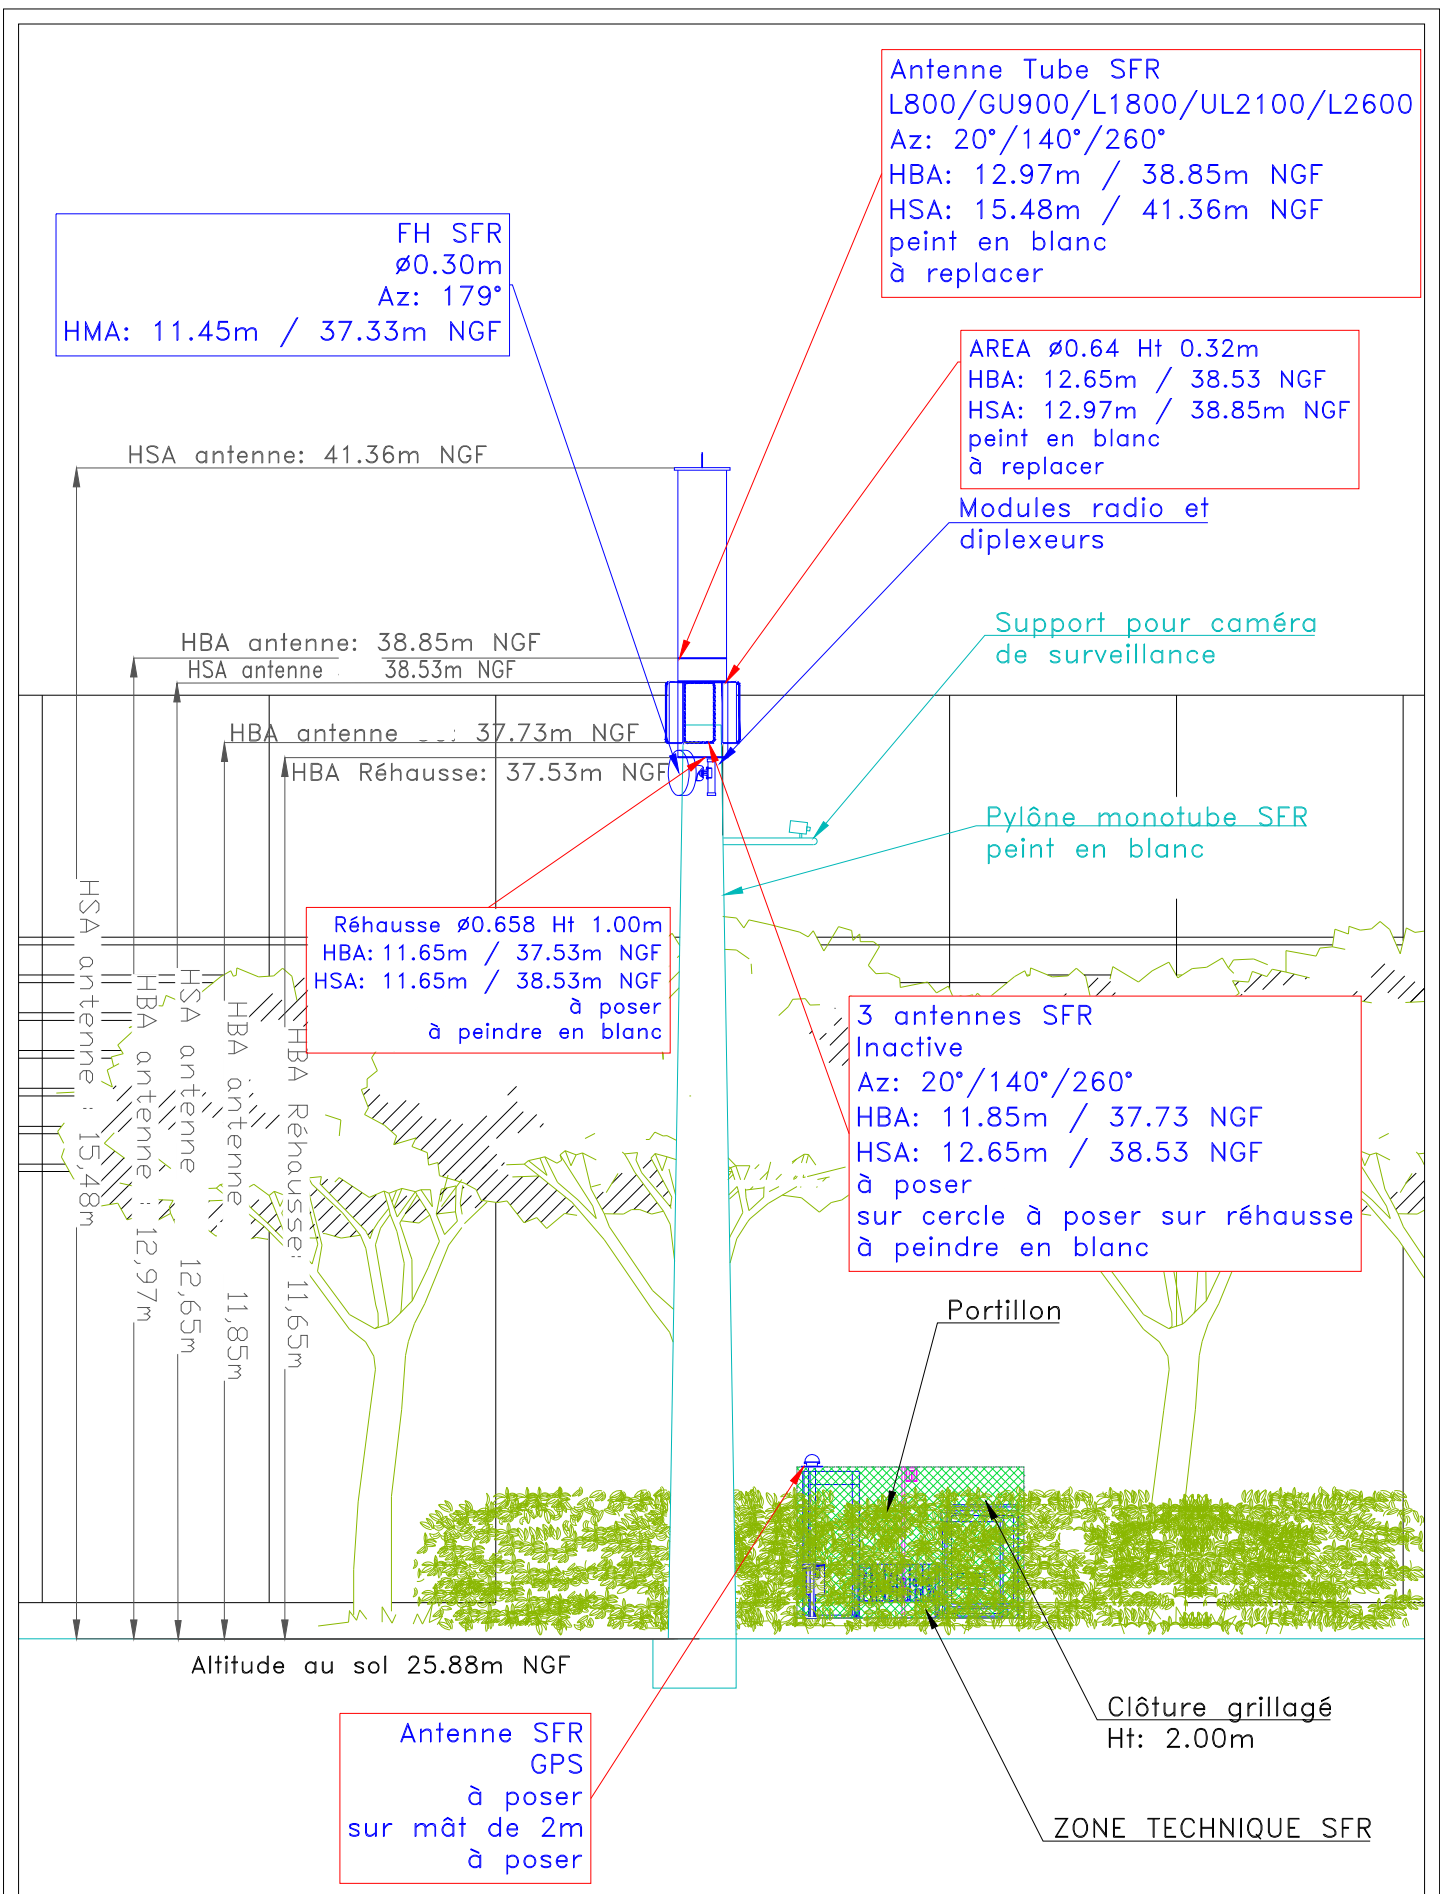 Antenne Tube SFR
L800/GU900/L1800/UL2100/L2600
Az: 20°/140°/260°
HBA: 12.97m / 38.85m NGF
HSA: 15.48m / 41.36m NGF
peint en blanc
à replacer
FH SFR
ø0.30m
Az: 179°
HMA: 11.45m / 37.33m NGF
AREA ø0.64 Ht 0.32m
HBA: 12.65m / 38.53 NGF
HSA: 12.97m / 38.85m NGF
peint en blanc
à replacer
HSA antenne: 41.36m NGF
Modules radio et
diplexeurs
HBA antenne: 38.85m NGF
HSA antenne 38.53m NGF
Support pour caméra
de surveillance
HBA antenne 37.73m NGF
HBA Réhausse: 37.53m NGF
Pylône monotube SFR
peint en blanc
Réhausse ø0.658 Ht 1.00m
HBA: 11.65m / 37.53m NGF
HSA: 11.65m / 38.53m NGF
à poser
à peindre en blanc
HSA antenne : 15,48m
HBA antenne : 12,97m
HSA antenne 12,65m
HBA antenne 11,85m
HBA Réhausse: 11,65m
3 antennes SFR
Inactive
Az: 20°/140°/260°
HBA: 11.85m / 37.73 NGF
HSA: 12.65m / 38.53 NGF
à poser
sur cercle à poser sur réhausse
à peindre en blanc
Portillon
Altitude au sol 25.88m NGF
Clôture grillagé
Ht: 2.00m
Antenne SFR
GPS
à poser
sur mât de 2m
à poser
ZONE TECHNIQUE SFR